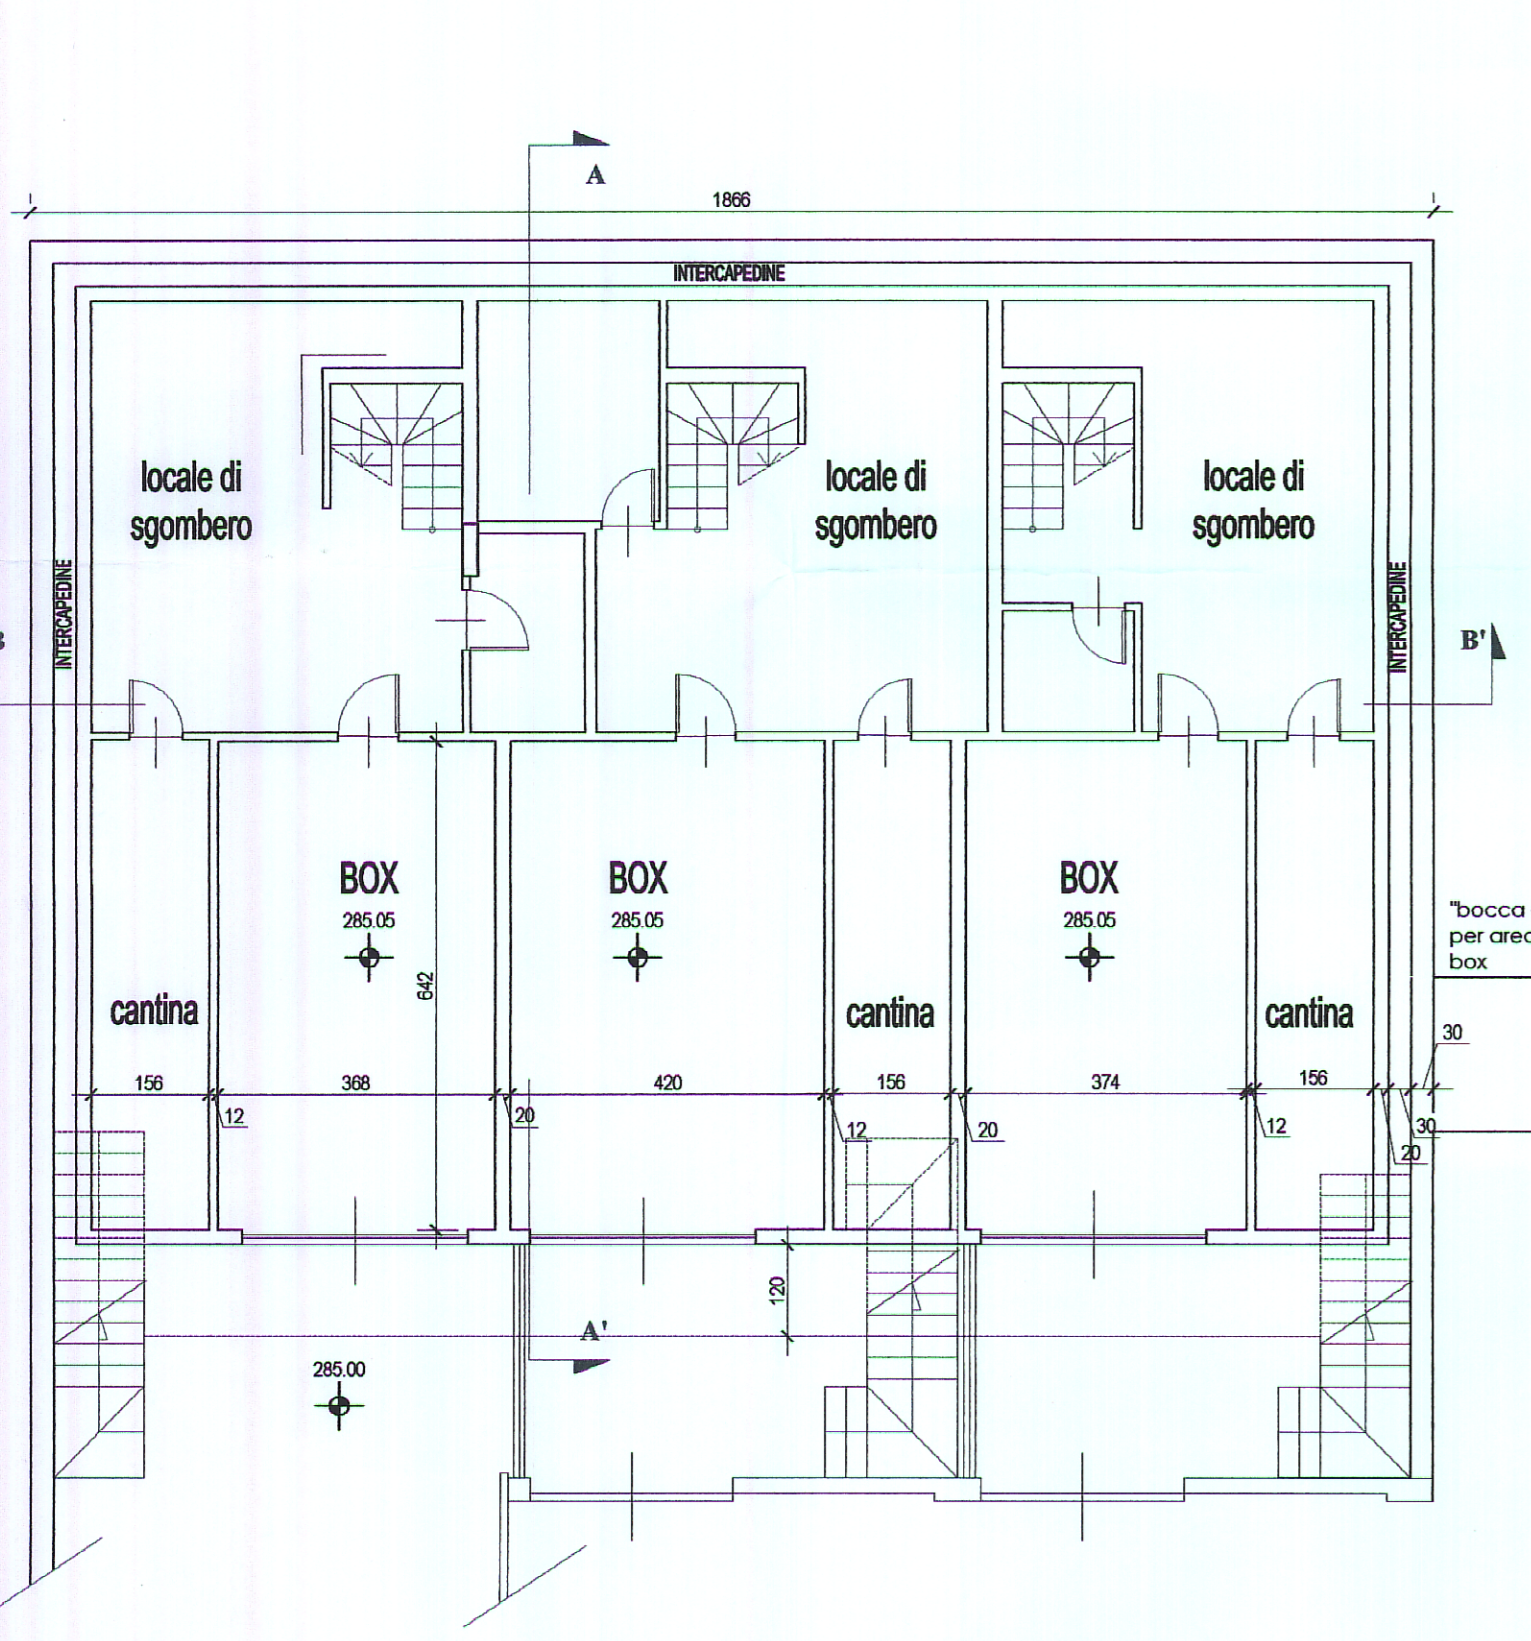 A
1866
INTERCAPEDINE
locale di
sgombero
locale di
sgombero
locale di
sgombero
INTERCAPEDINE
INTERCAPEDINE
B'
BOX
285.05
BOX
285.05
BOX
285.05
"bocca
per area
box
642
cantina
cantina
cantina
30
156
368
420
156
374
156
12
20
12
20
12
30
20
120
A'
285.00